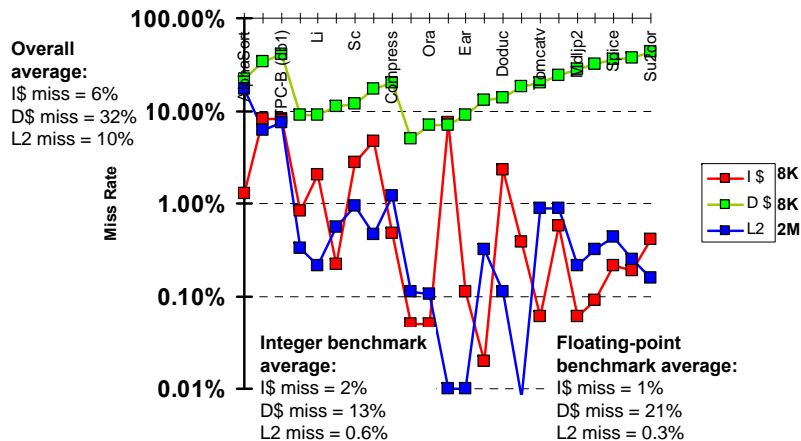 100.00%
10.00%
1.00%
0.10%
0.01%
Miss Rate
Li
Sc
Compress
Ora
Ear
Doduc
Tomcatv
Mdljp2
Spice
Su2cor
Overall
average:
I$ miss = 6%
D$ miss = 32%
L2 miss = 10%
I $ 8K
D $ 8K
L2 2M
Integer benchmark
average:
I$ miss = 2%
D$ miss = 13%
L2 miss = 0.6%
Floating-point
benchmark average:
I$ miss = 1%
D$ miss = 21%
L2 miss = 0.3%